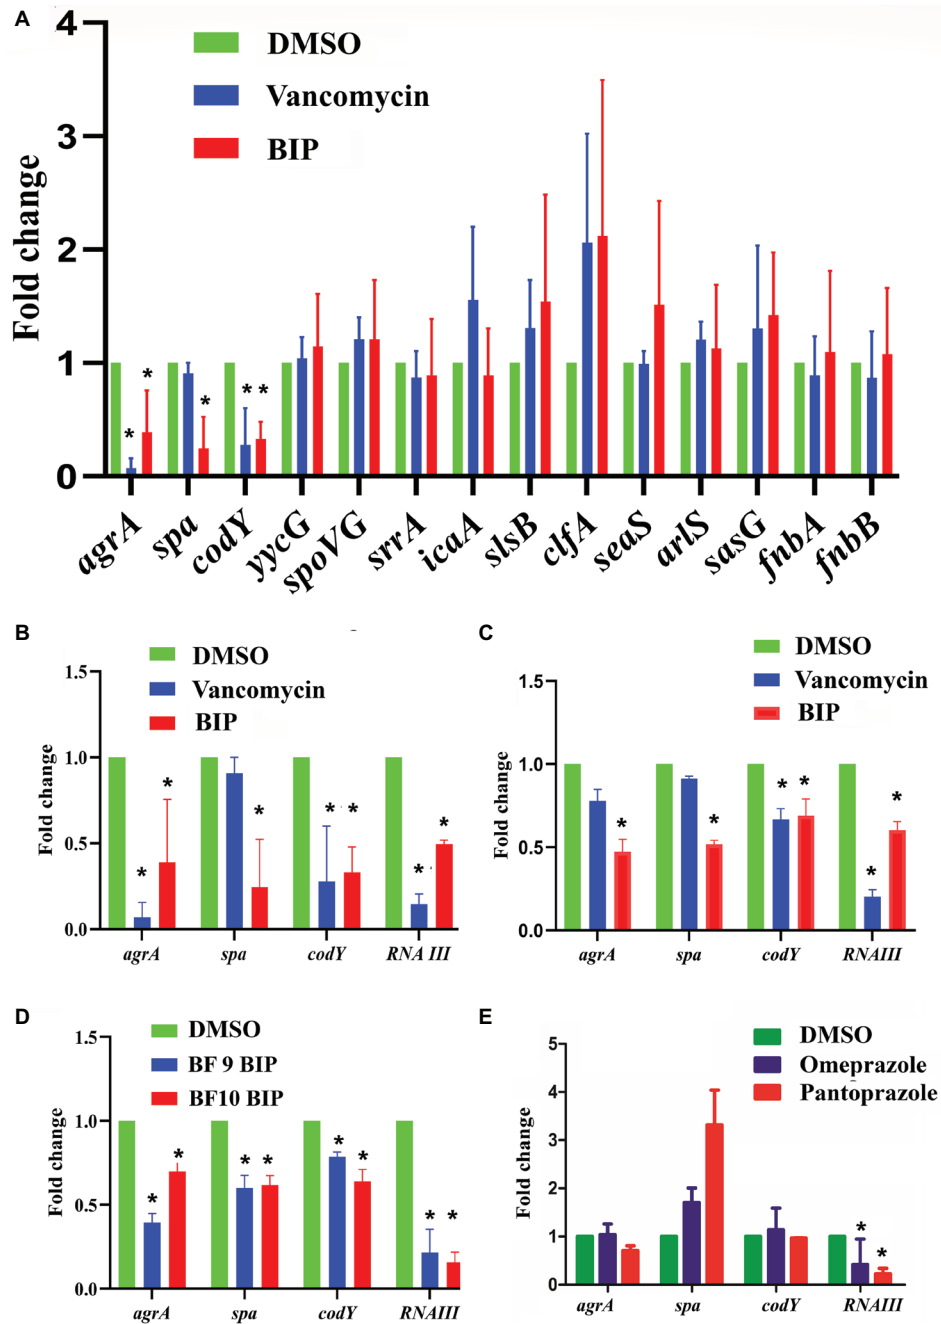 A
4
3
2
1
0
Fold change
DMSO
Vancomycin
BIP
* * * * *
agrA spa codY yycG spoVG srrA icaA slsB clfA seaS arlS sasG fnbA fnbB
B
1.5
1.0
0.5
0.0
Fold change
DMSO
Vancomycin
BIP
* * * * * * *
agrA spa codY RNA III
C
1.5
1.0
0.5
0.0
Fold change
DMSO
Vancomycin
BIP
* * * * * *
agrA spa codY RNAIII
D
1.5
1.0
0.5
0.0
Fold change
DMSO
BF 9 BIP
BF10 BIP
* * * * * * * *
agrA spa codY RNAIII
E
5
4
3
2
1
0
Fold change
DMSO
Omeprazole
Pantoprazole
* *
agrA spa codY RNAIII